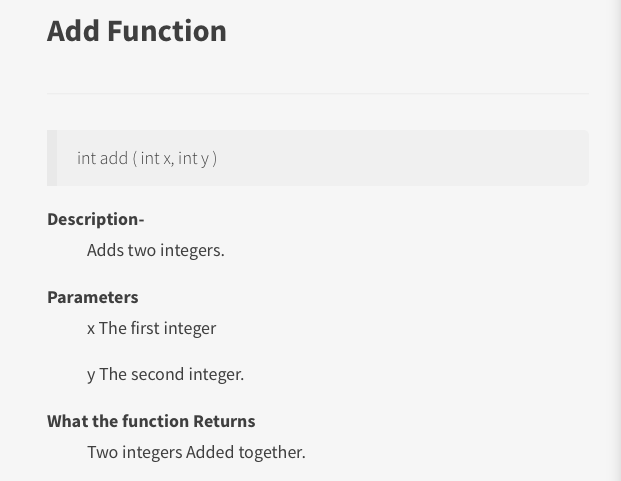 Add Function
int add ( int x, int y )
Description-
Adds two integers.
Parameters
x The first integer
y The second integer.
What the function Returns
Two integers Added together.